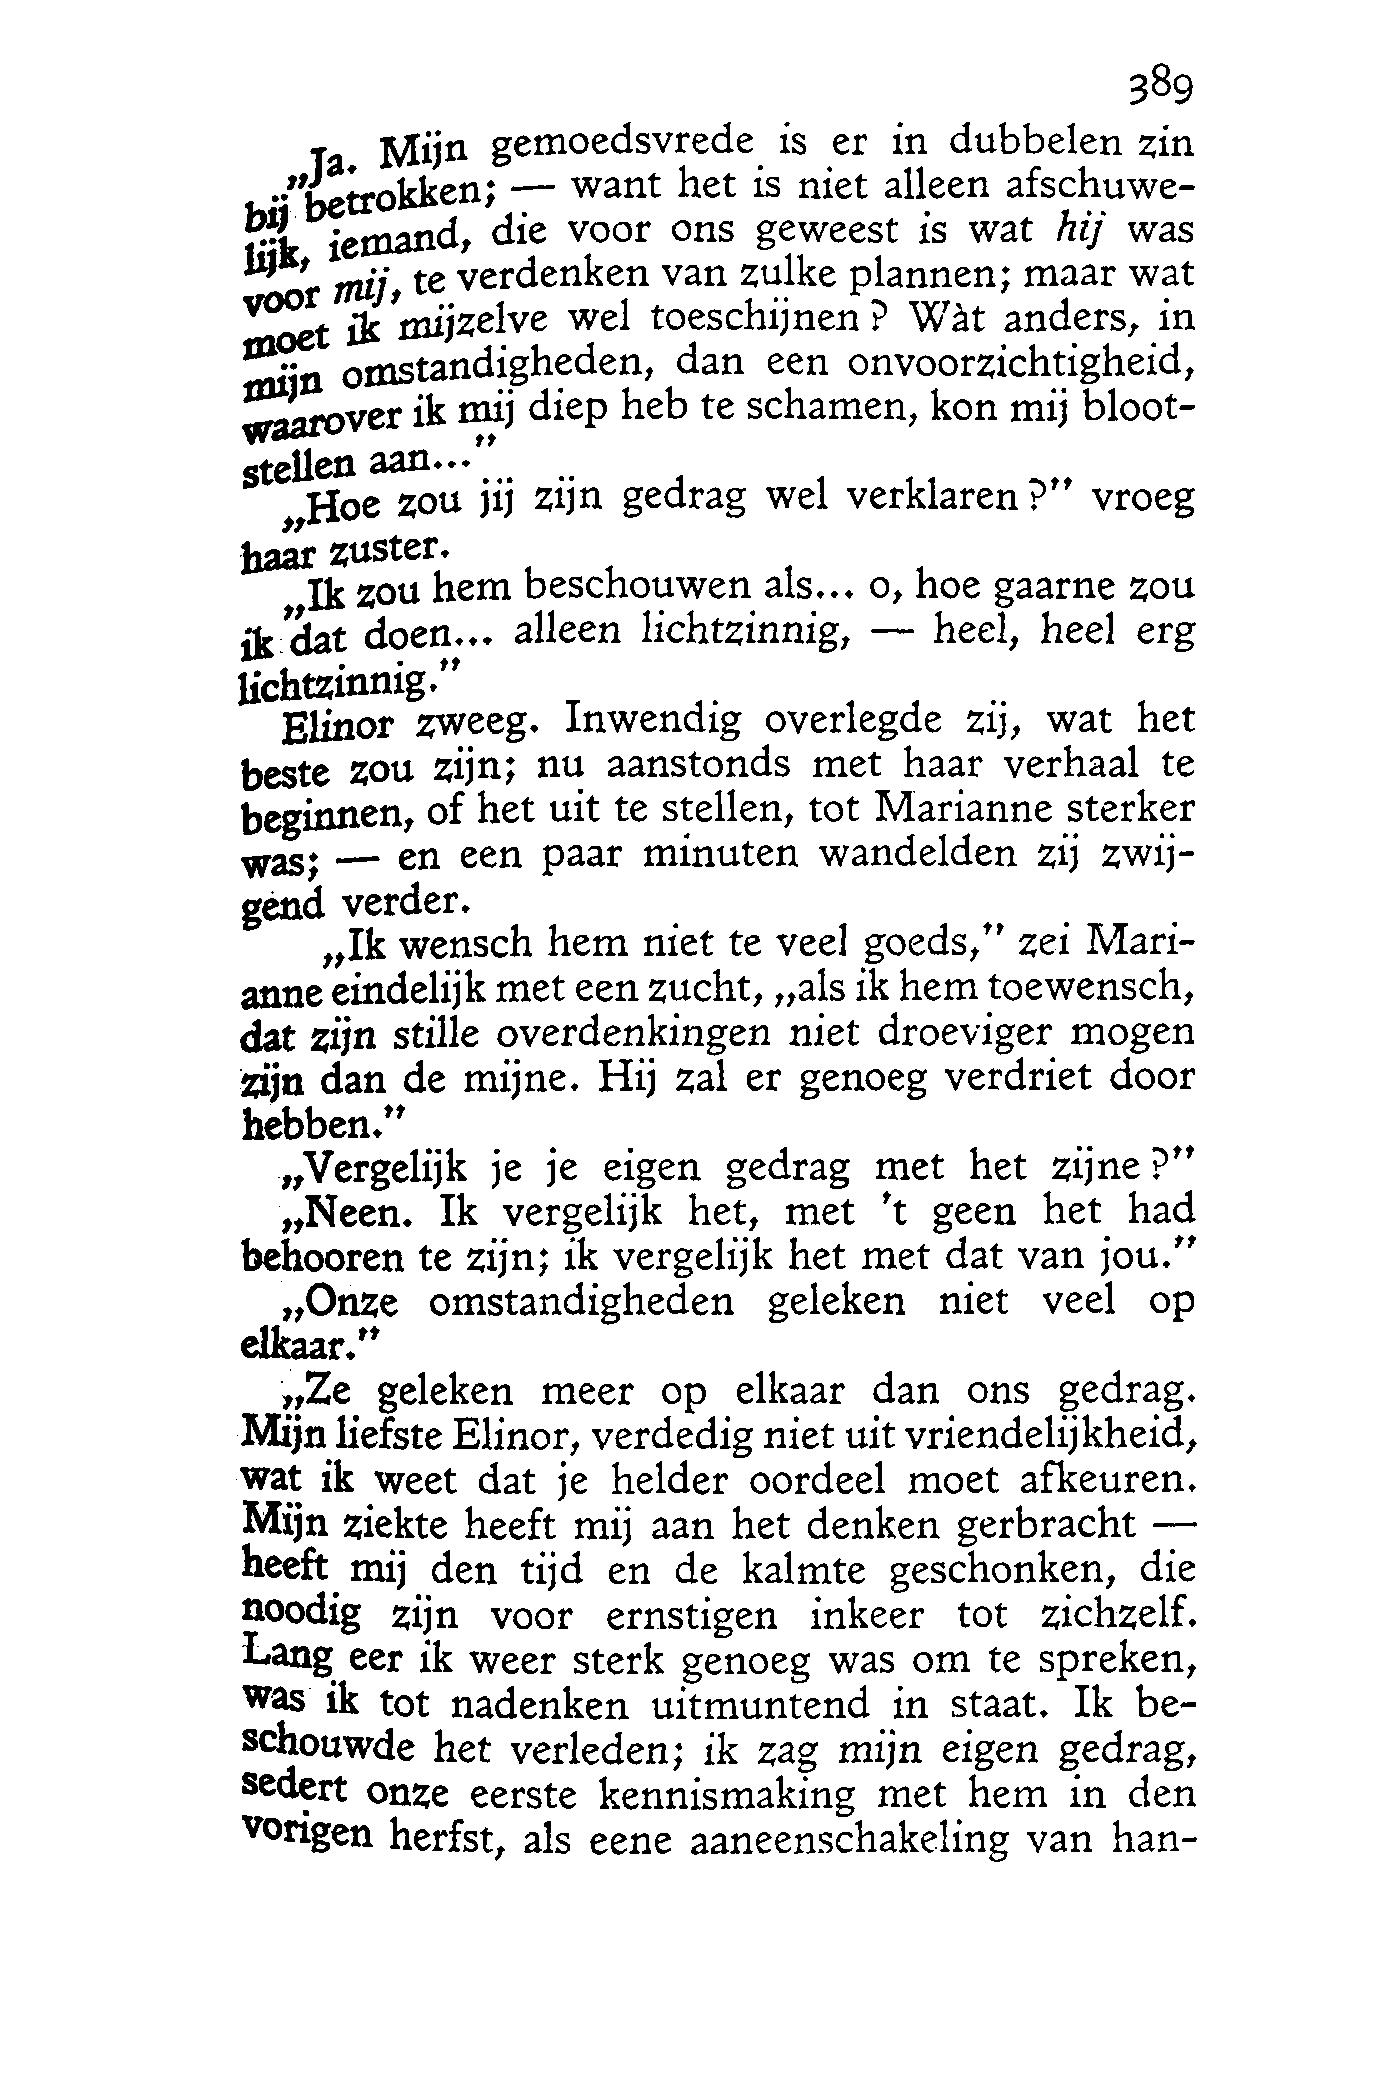 389
„Ja. Mijn gemoedsvrede is er in dubbelen zin
bij betrokken; — want het is niet alleen afschuwe-
lijk, iemand, die voor ons geweest is wat hij was
voor mij, te verdenken van zulke plannen; maar wat
moet ik mijzelve wel toeschijnen? Wàt anders, in
mijn omstandigheden, dan een onvoorzichtigheid,
waarover ik mij diep heb te schamen, kon mij bloot-
stellen aan...”
„Hoe zou jij zijn gedrag wel verklaren?” vroeg
haar zuster.
„Ik zou hem beschouwen als... o, hoe gaarne zou
ik dat doen... alleen lichtzinnig, — heel, heel erg
lichtzinnig.”
Elinor zweeg. Inwendig overlegde zij, wat het
beste zou zijn; nu aanstonds met haar verhaal te
beginnen, of het uit te stellen, tot Marianne sterker
was; — en een paar minuten wandelden zij zwij-
gend verder.
„Ik wensch hem niet te veel goeds,” zei Mari-
anne eindelijk met een zucht, „als ik hem toewensch,
dat zijn stille overdenkingen niet droeviger mogen
zijn dan de mijne. Hij zal er genoeg verdriet door
hebben.”
„Vergelijk je je eigen gedrag met het zijne?”
„Neen. Ik vergelijk het, met 't geen het had
behooren te zijn; ik vergelijk het met dat van jou.”
„Onze omstandigheden geleken niet veel op
elkaar.”
„Ze geleken meer op elkaar dan ons gedrag.
Mijn liefste Elinor, verdedig niet uit vriendelijkheid,
wat ik weet dat je helder oordeel moet afkeuren.
Mijn ziekte heeft mij aan het denken gerbracht —
heeft mij den tijd en de kalmte geschonken, die
noodig zijn voor ernstigen inkeer tot zichzelf.
Lang eer ik weer sterk genoeg was om te spreken,
was ik tot nadenken uitmuntend in staat. Ik be-
schouwde het verleden; ik zag mijn eigen gedrag,
sedert onze eerste kennismaking met hem in den
vorigen herfst, als eene aaneenschakeling van han-